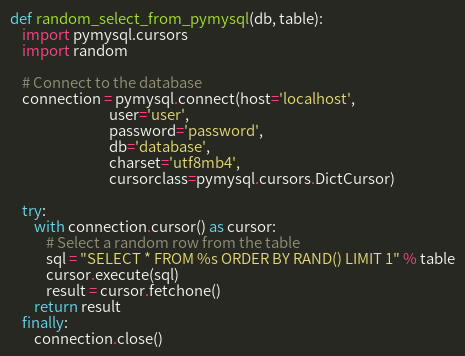 def random_select_from_pymysql(db, table):
    import pymysql.cursors
    import random

    # Connect to the database
    connection = pymysql.connect(host='localhost',
                                 user='user',
                                 password='password',
                                 db='database',
                                 charset='utf8mb4',
                                 cursorclass=pymysql.cursors.DictCursor)

    try:
        with connection.cursor() as cursor:
            # Select a random row from the table
            sql = "SELECT * FROM %s ORDER BY RAND() LIMIT 1" % table
            cursor.execute(sql)
            result = cursor.fetchone()
        return result
    finally:
        connection.close()